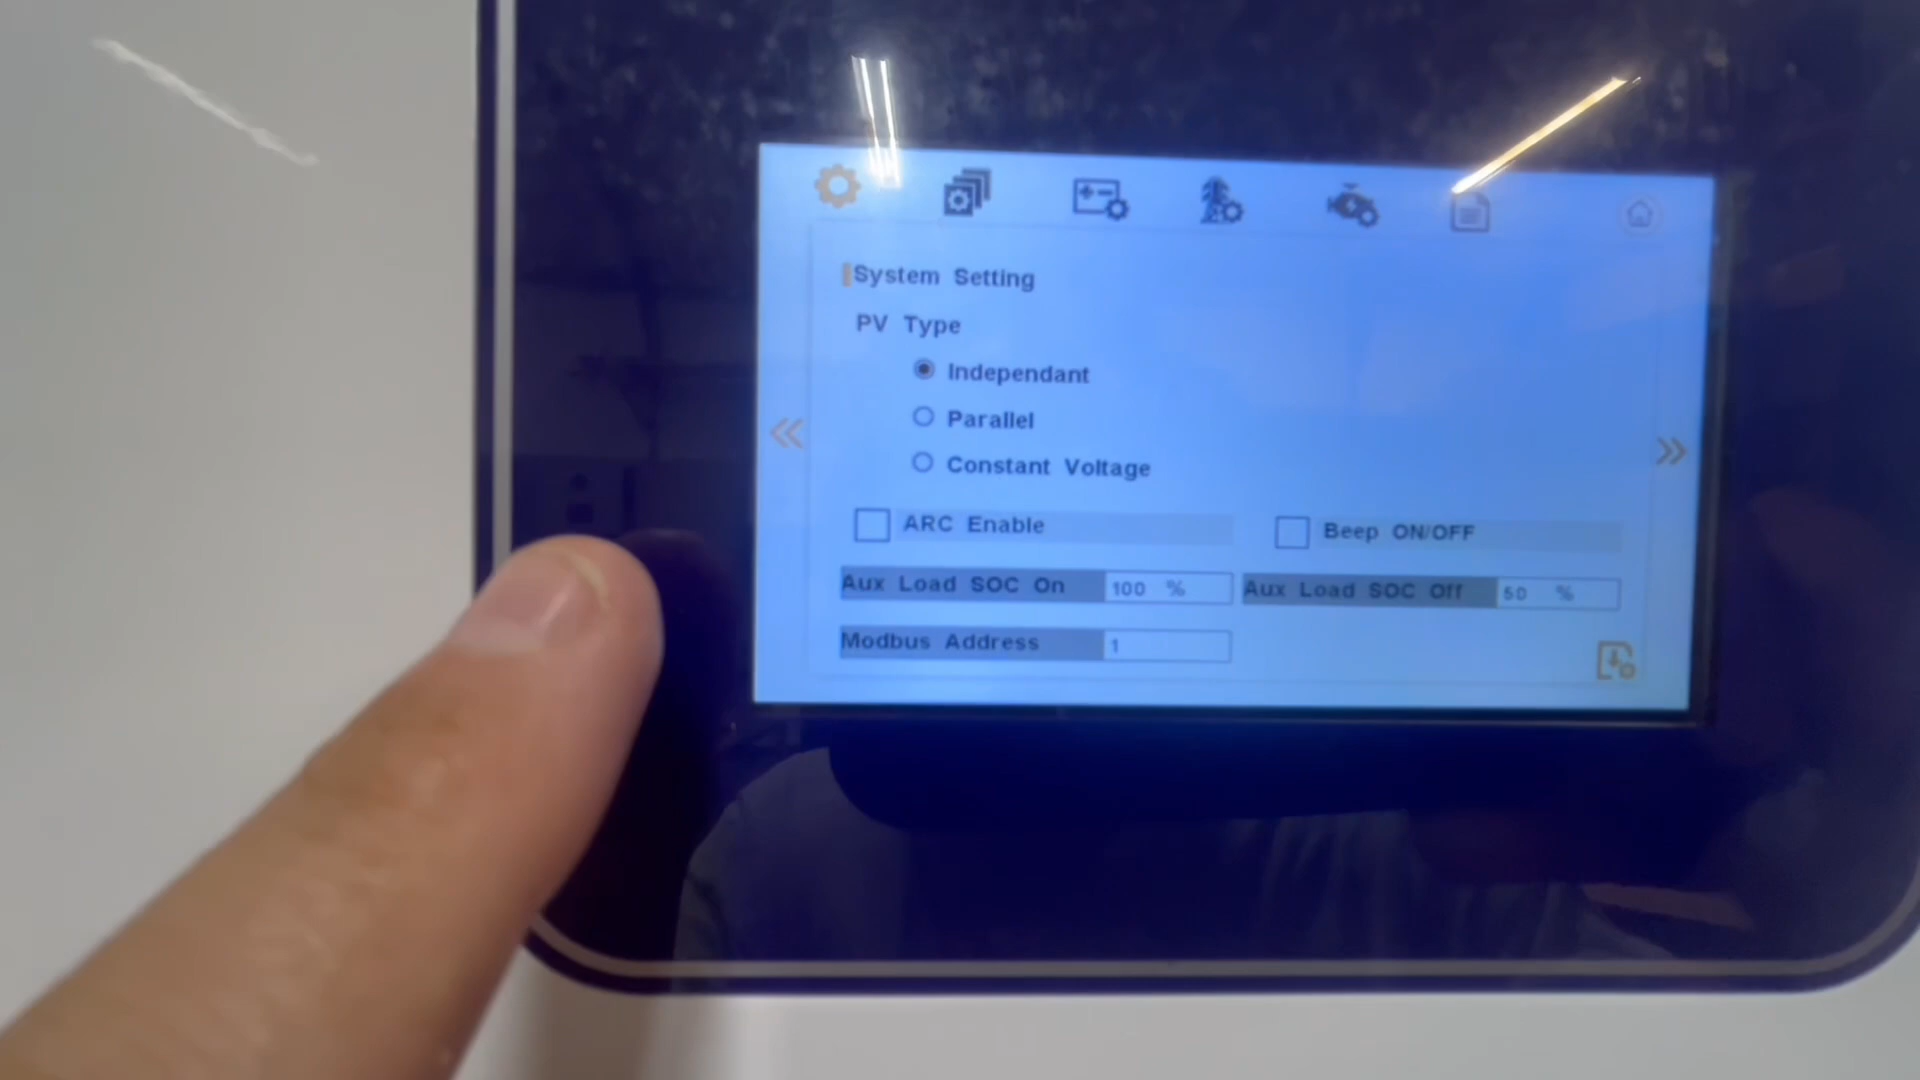 System Setting
PV Type
Independant
Parallel
Constant Voltage
ARC Enable Beep ON/OFF
Aux Load SOC On 100 % Aux Load SOC Off 50 %
Modbus Address 1